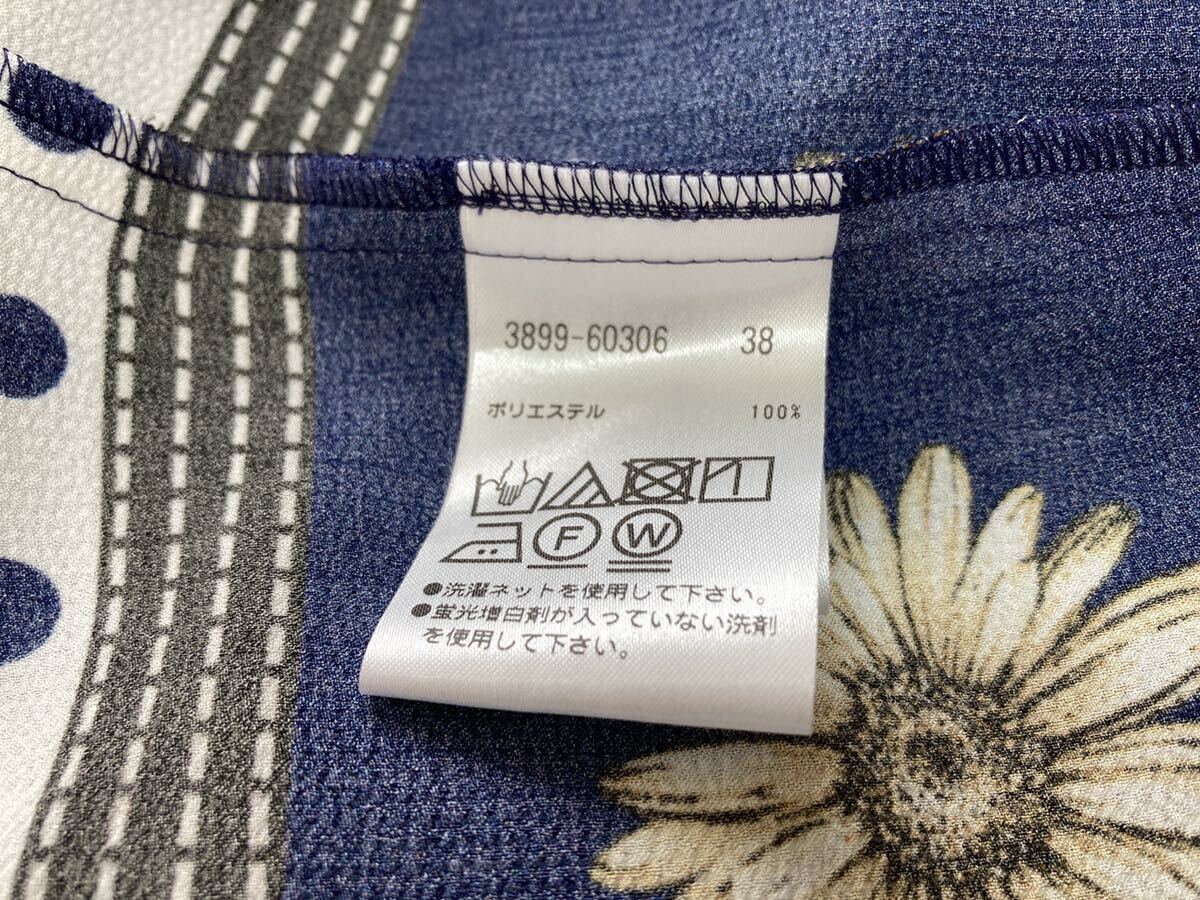 3899-60306 38
ポリエステル 100%
F W
●洗濯ネットを使用して下さい。
●蛍光増白剤が入っていない洗剤
を使用して下さい。